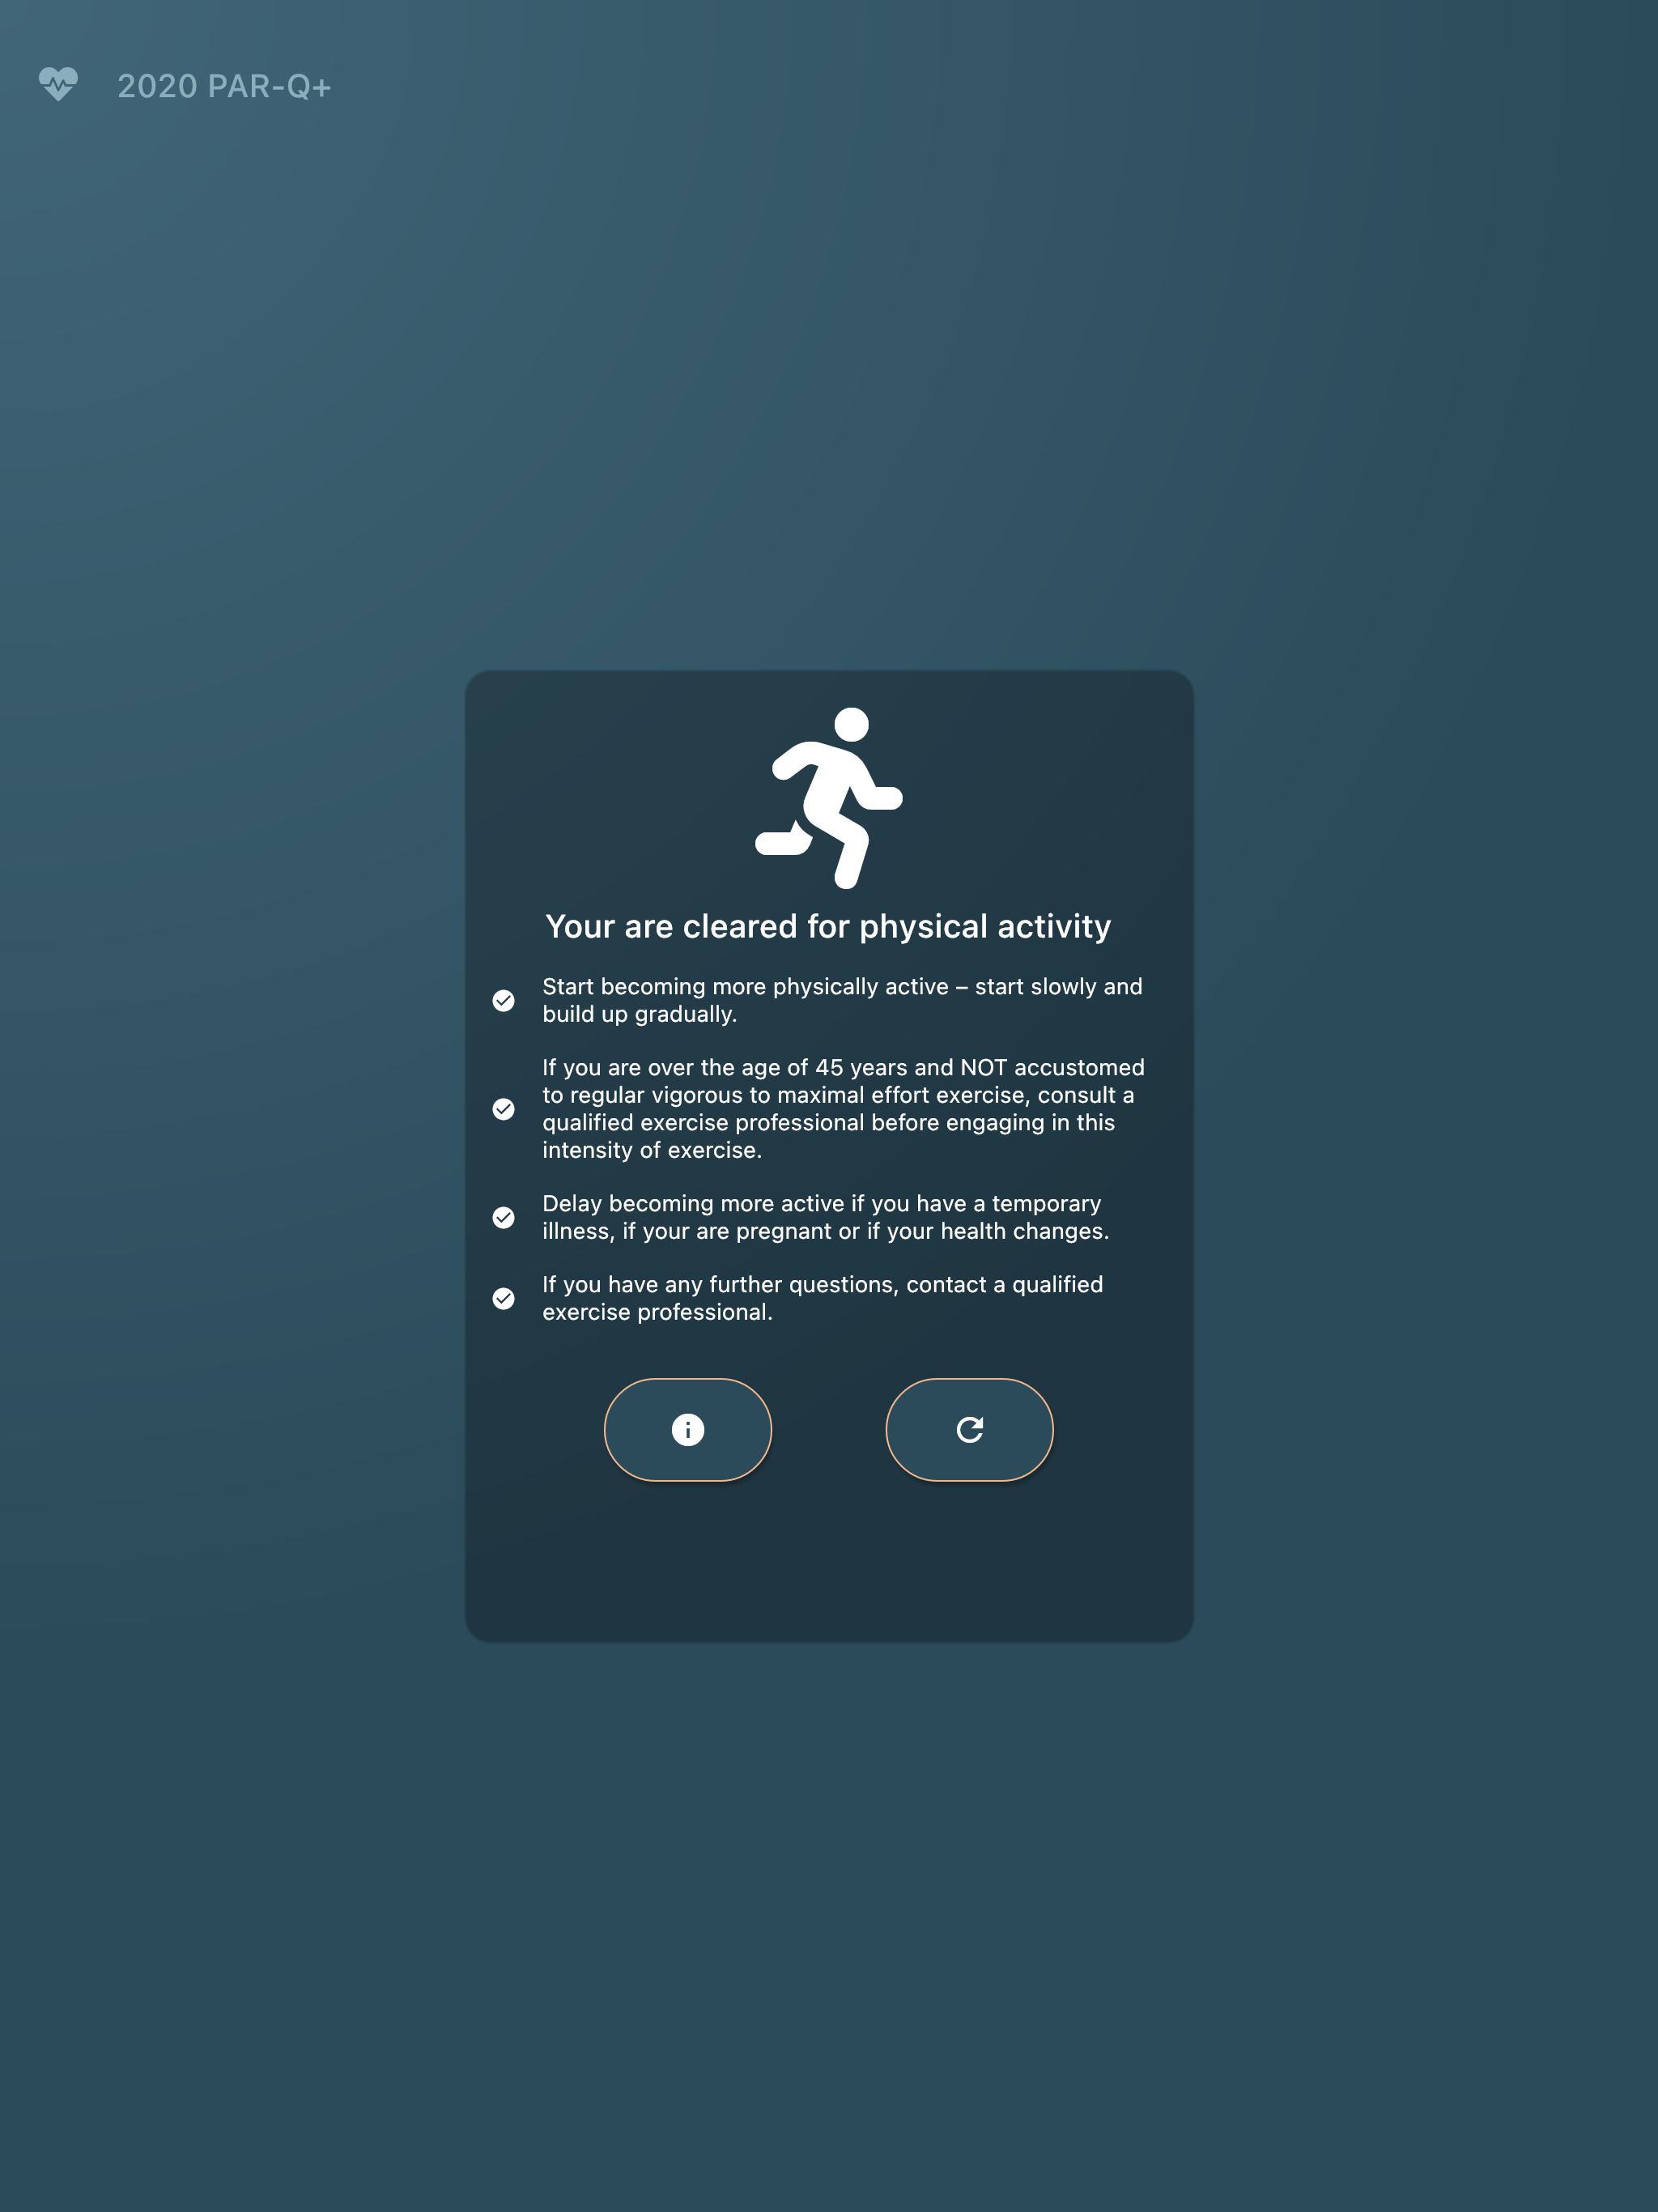 2020 PAR-Q+
Your are cleared for physical activity
Start becoming more physically active – start slowly and
build up gradually.
If you are over the age of 45 years and NOT accustomed
to regular vigorous to maximal effort exercise, consult a
qualified exercise professional before engaging in this
intensity of exercise.
Delay becoming more active if you have a temporary
illness, if your are pregnant or if your health changes.
If you have any further questions, contact a qualified
exercise professional.